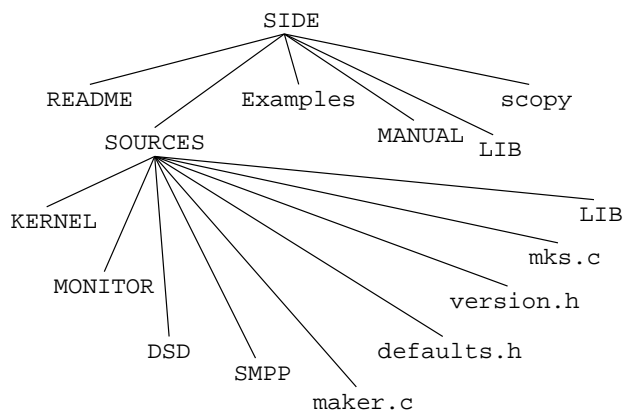 SIDE
README
Examples
scopy
SOURCES
MANUAL
LIB
KERNEL
LIB
mks.c
MONITOR
version.h
DSD
defaults.h
SMPP
maker.c